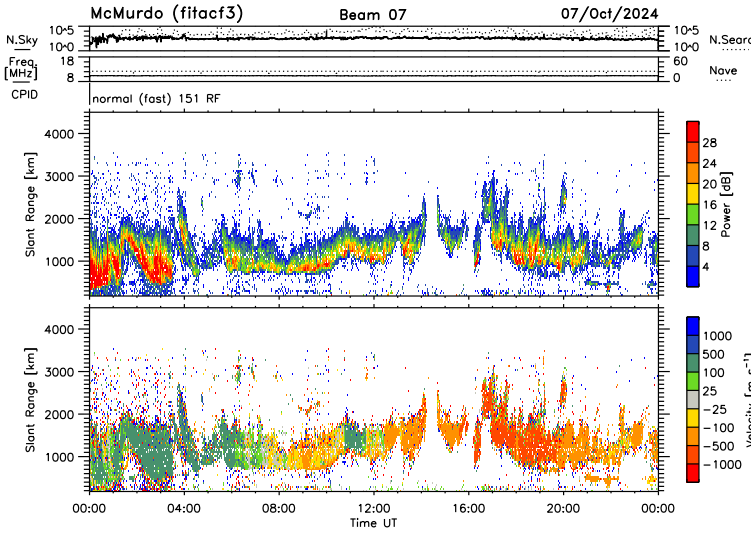 McMurdo (fitacf3) Beam 07 07/Oct/2024
N.Sky 10^5 10^0 10^5 10^0 N.Searc
Freq. [MHz] 18 8 60 0 Nave
CPID normal (fast) 151 RF
Slant Range [km] 4000 3000 2000 1000
Power [dB] 28 24 20 16 12 8 4
Slant Range [km] 4000 3000 2000 1000
Velocity [m s^-1] 1000 500 100 25 -25 -100 -500 -1000
00:00 04:00 08:00 12:00 16:00 20:00 00:00
Time UT